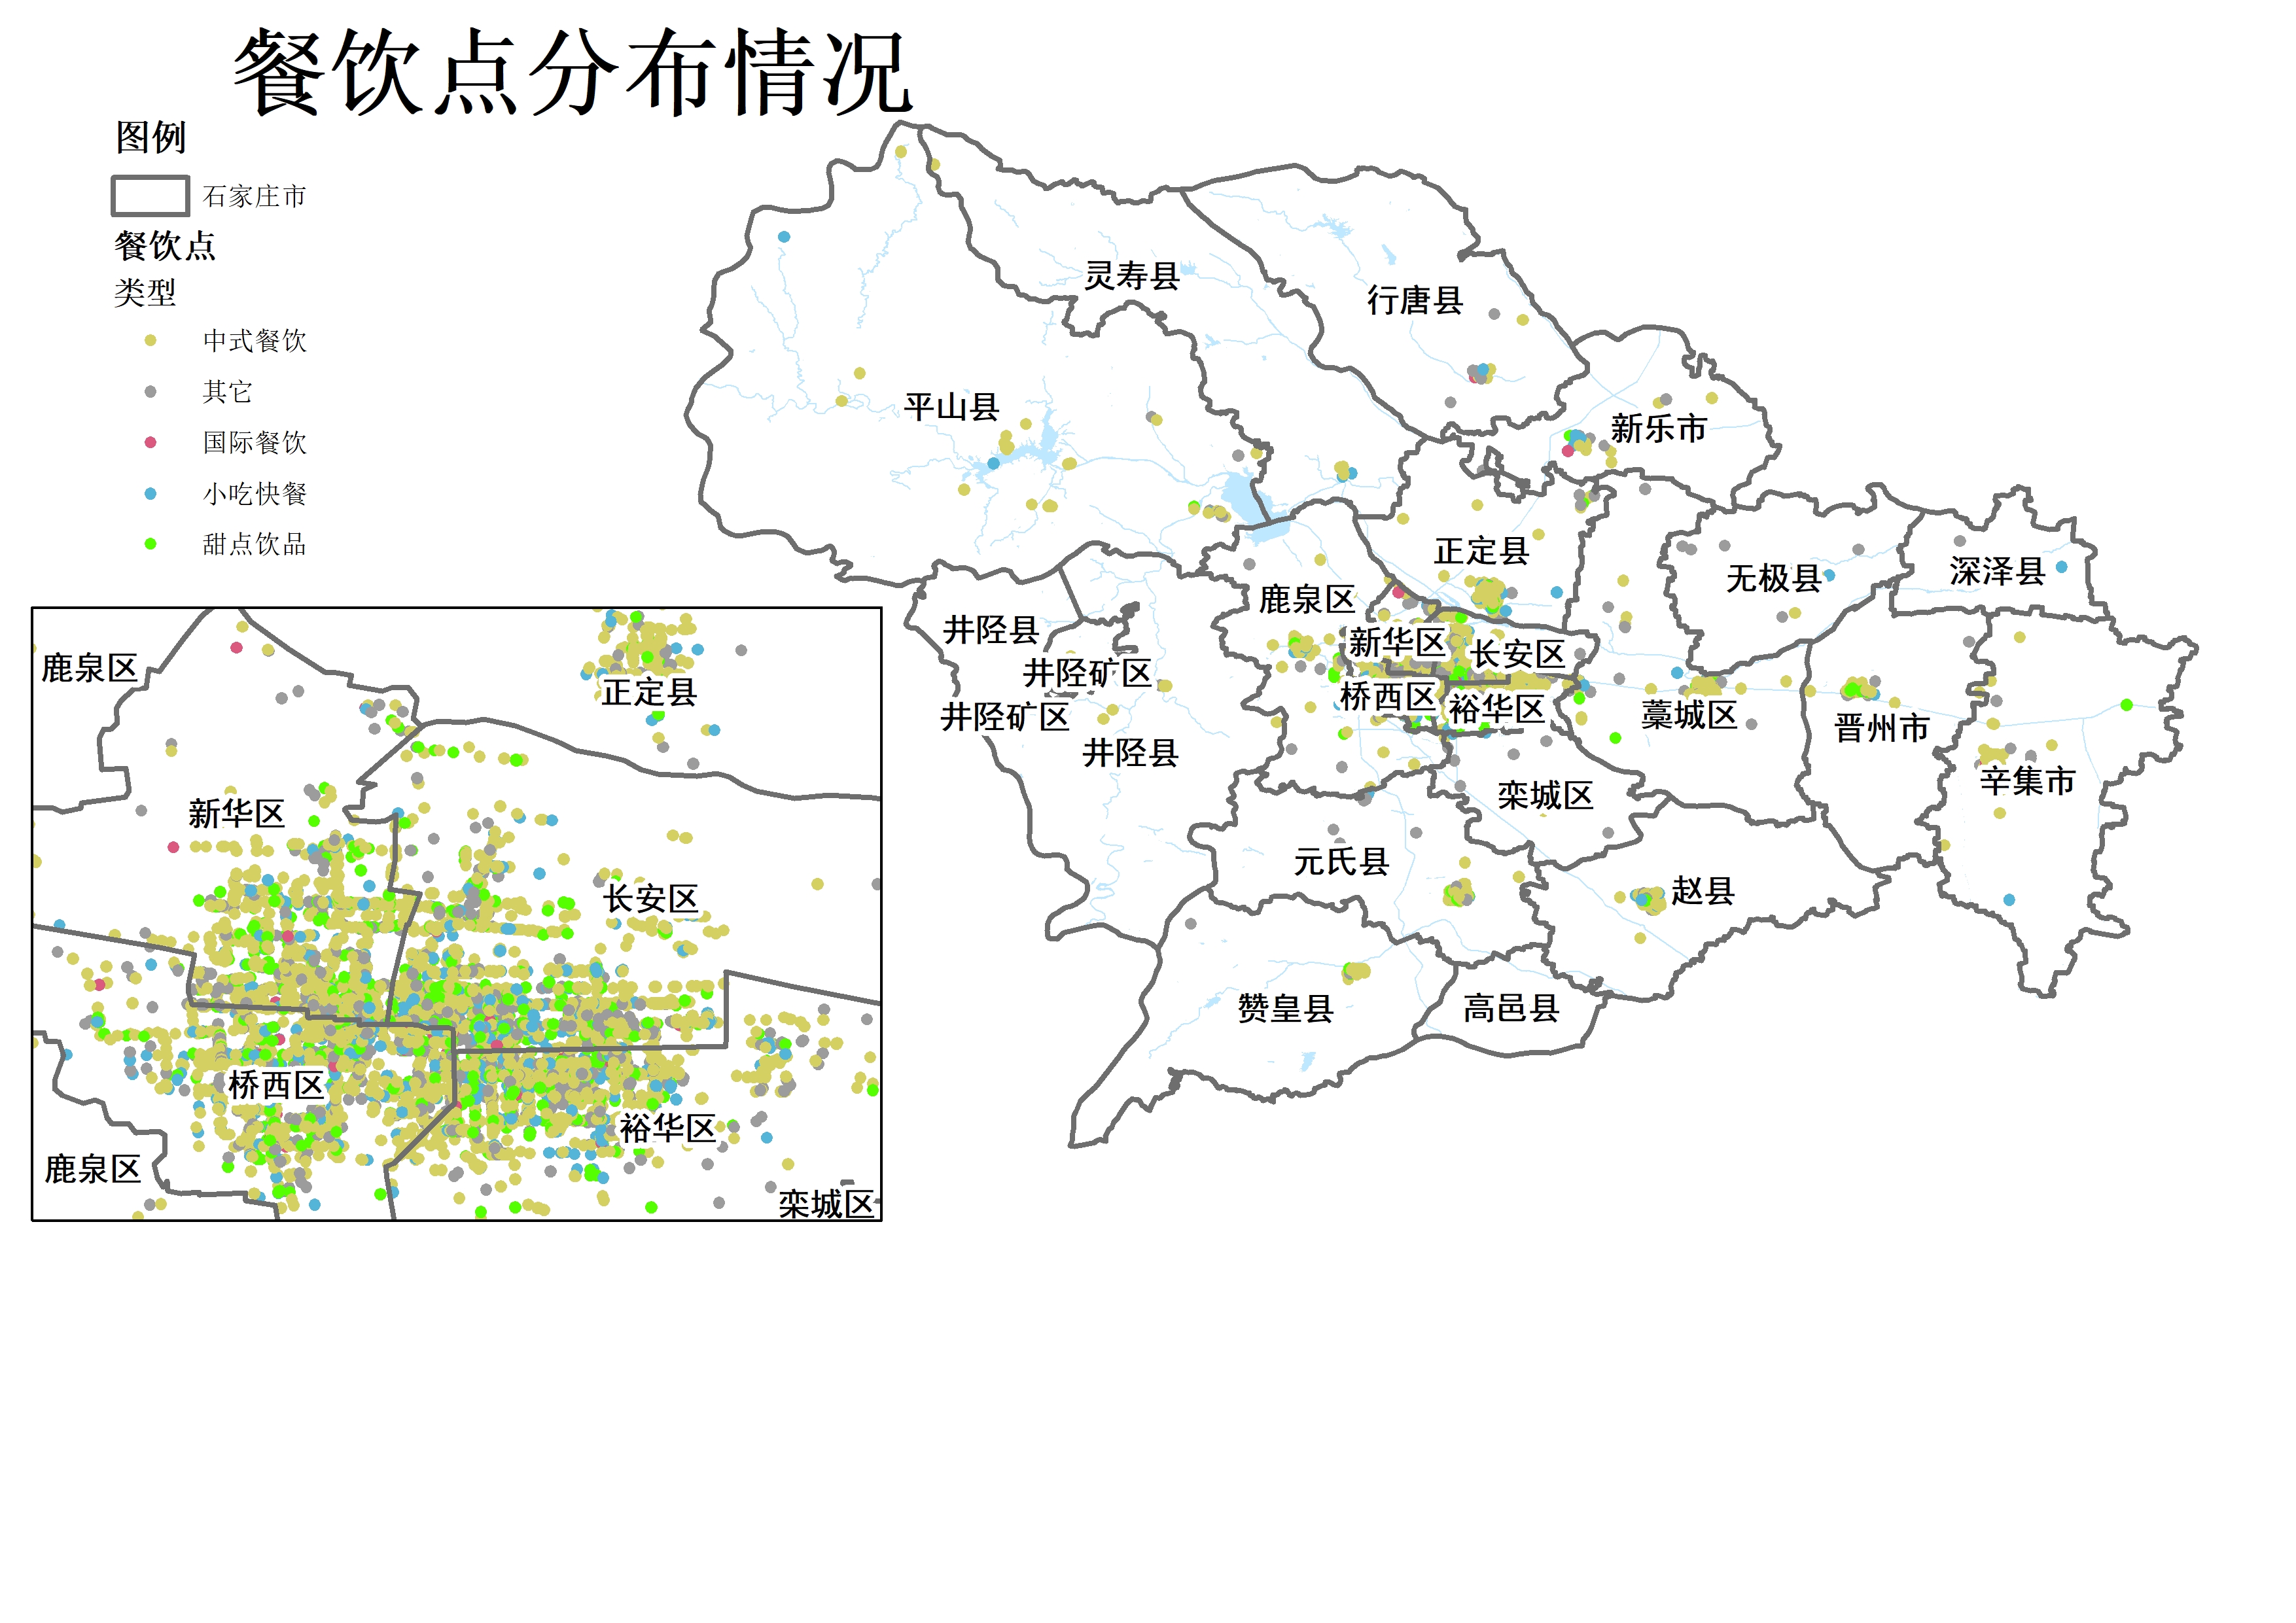 餐饮点分布情况
图例
石家庄市
餐饮点
类型
中式餐饮
其它
国际餐饮
小吃快餐
甜点饮品
灵寿县
行唐县
平山县
新乐市
正定县
无极县
深泽县
鹿泉区
井陉县
新华区
长安区
井陉矿区
桥西区
裕华区
井陉矿区
藁城区
晋州市
井陉县
辛集市
栾城区
元氏县
赵县
赞皇县
高邑县
鹿泉区
正定县
新华区
长安区
桥西区
裕华区
鹿泉区
栾城区